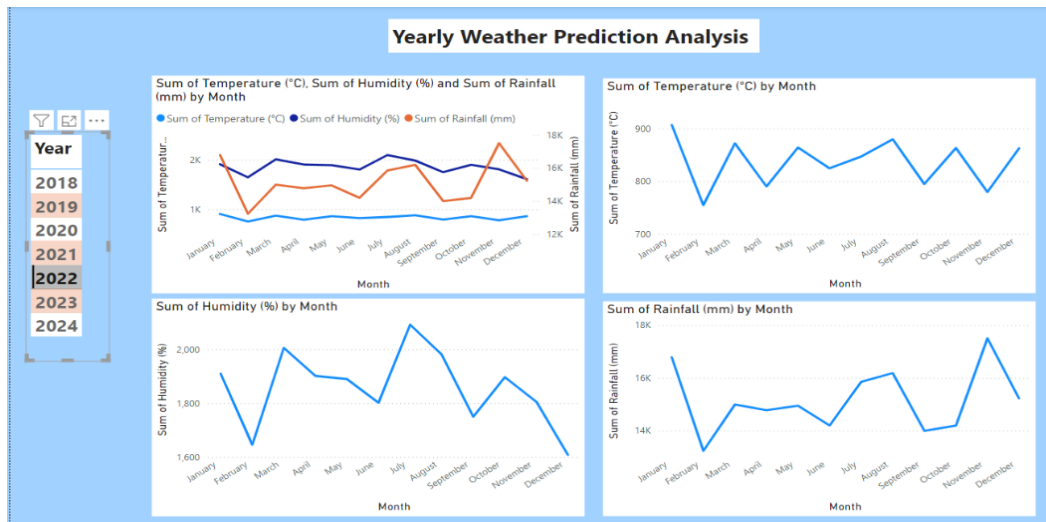 Yearly Weather Prediction Analysis
Year
2018
2019
2020
2021
2022
2023
2024
Sum of Temperature (°C), Sum of Humidity (%) and Sum of Rainfall
(mm) by Month
Sum of Temperature (°C) Sum of Humidity (%) Sum of Rainfall (mm)
Sum of Temperatur...
2K
1K
18K
16K
14K
12K
Sum of Rainfall (mm)
January
February
March
April
May
June
July
August
September
October
November
December
Month
Sum of Temperature (°C) by Month
Sum of Temperature (°C)
900
800
700
January
February
March
April
May
June
July
August
September
October
November
December
Month
Sum of Humidity (%) by Month
Sum of Humidity (%)
2,000
1,800
1,600
January
February
March
April
May
June
July
August
September
October
November
December
Month
Sum of Rainfall (mm) by Month
Sum of Rainfall (mm)
18K
16K
14K
January
February
March
April
May
June
July
August
September
October
November
December
Month